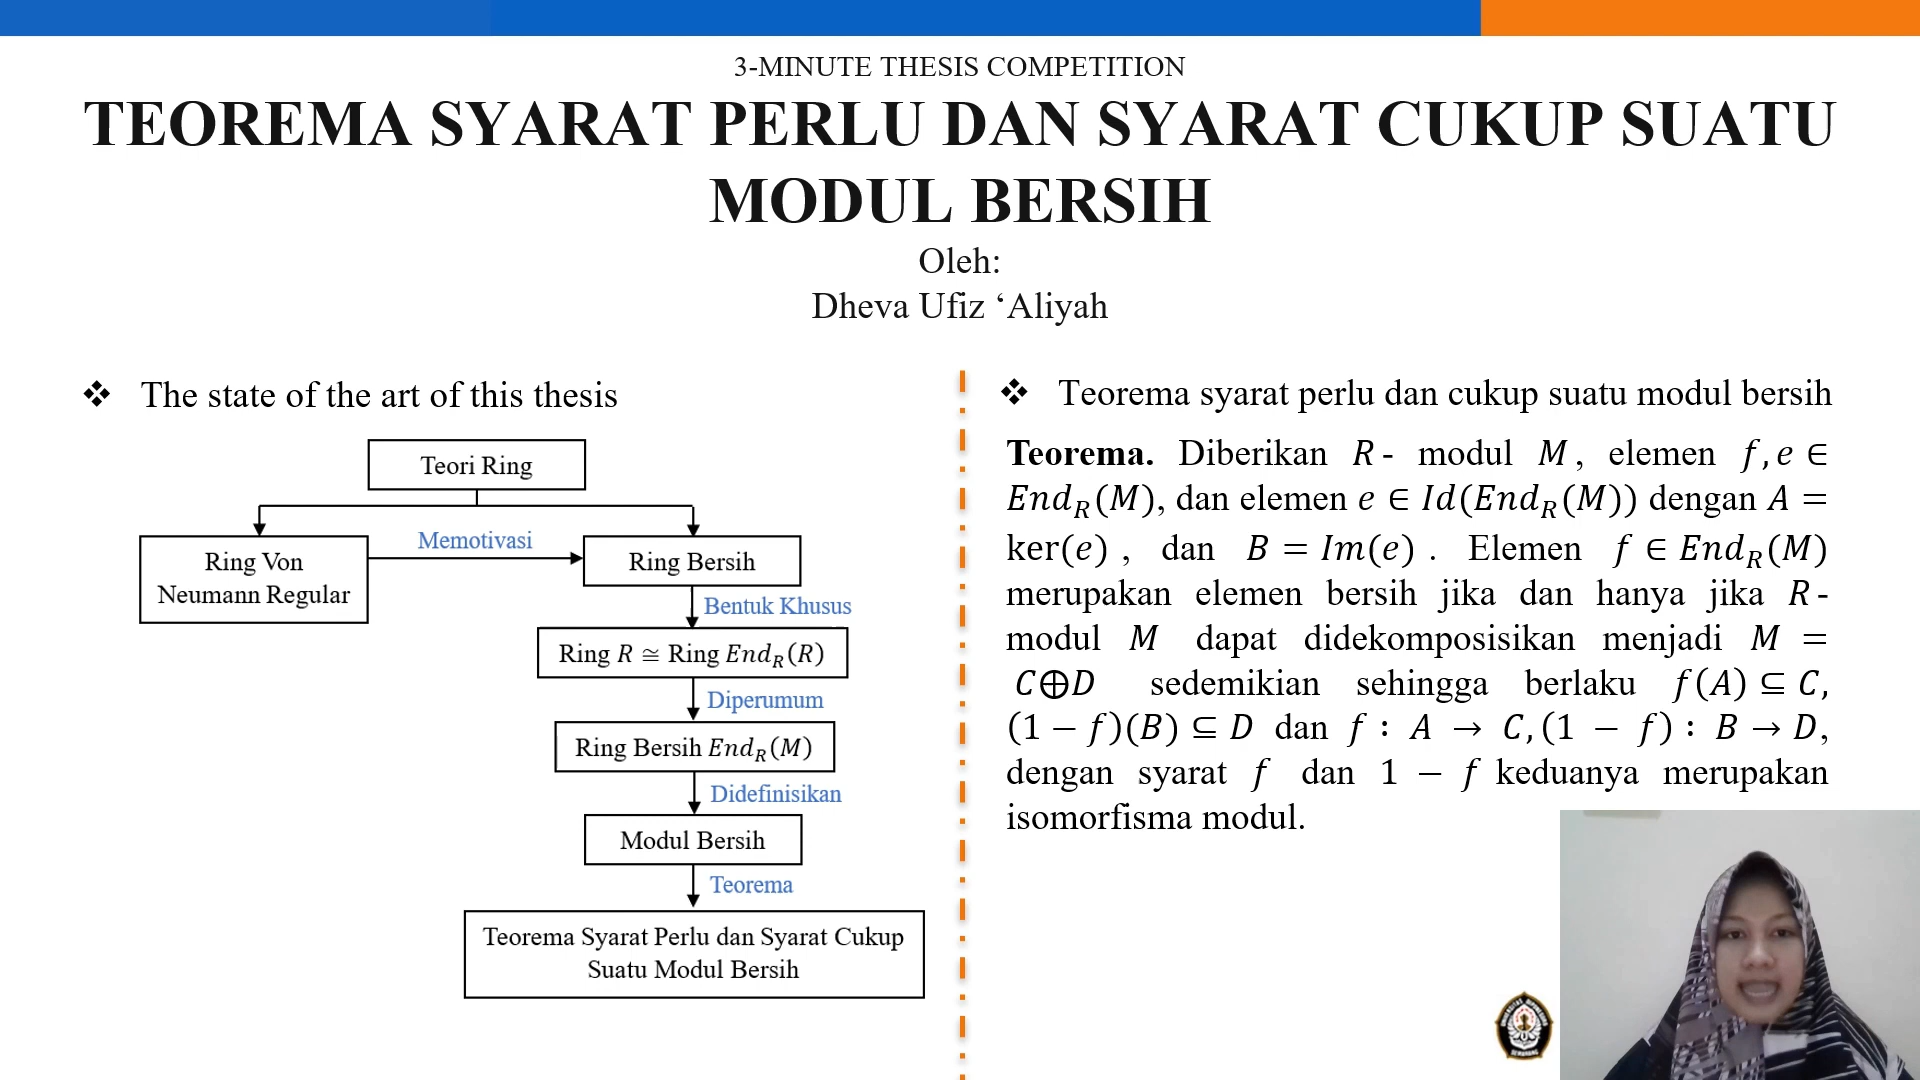 3-MINUTE THESIS COMPETITION
TEOREMA SYARAT PERLU DAN SYARAT CUKUP SUATU
MODUL BERSIH
Oleh:
Dheva Ufiz ‘Aliyah
❖ The state of the art of this thesis
Teori Ring
Ring Von
Neumann Regular
Memotivasi
Ring Bersih
Bentuk Khusus
Ring R ≅ Ring End_R(R)
Diperumum
Ring Bersih End_R(M)
Didefinisikan
Modul Bersih
Teorema
Teorema Syarat Perlu dan Syarat Cukup
Suatu Modul Bersih
❖ Teorema syarat perlu dan cukup suatu modul bersih
Teorema. Diberikan R- modul M, elemen f, e ∈
End_R(M), dan elemen e ∈ Id(End_R(M)) dengan A =
ker(e) , dan B = Im(e) . Elemen f ∈ End_R(M)
merupakan elemen bersih jika dan hanya jika R-
modul M dapat didekomposisikan menjadi M =
C⊕D sedemikian sehingga berlaku f(A) ⊆ C,
(1 − f)(B) ⊆ D dan f : A → C, (1 − f) : B → D,
dengan syarat f dan 1 − f keduanya merupakan
isomorfisma modul.
SEMARANG